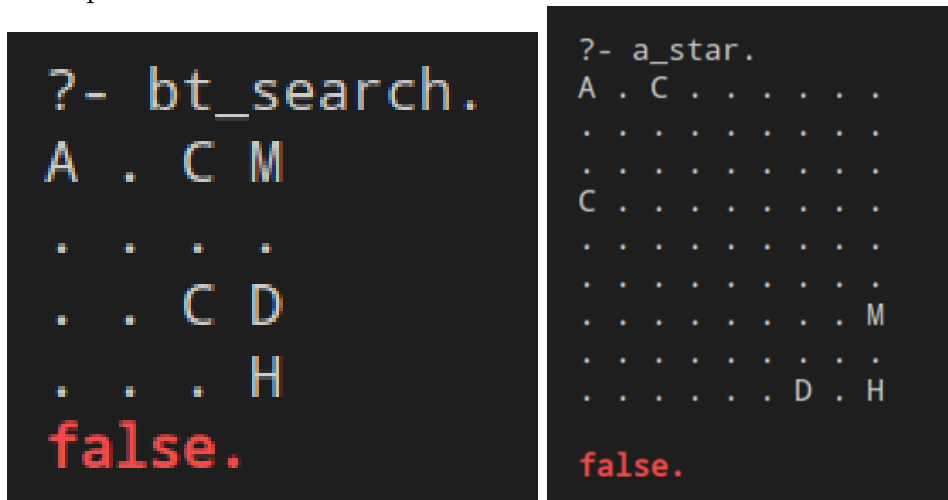 ?- bt_search.
A . C M
. . . .
. . C D
. . . H
false.
?- a_star.
A . C . . . . . .
. . . . . . . . .
. . . . . . . . .
C . . . . . . . .
. . . . . . . . .
. . . . . . . . .
. . . . . . . . M
. . . . . . . . .
. . . . . . D . H
false.